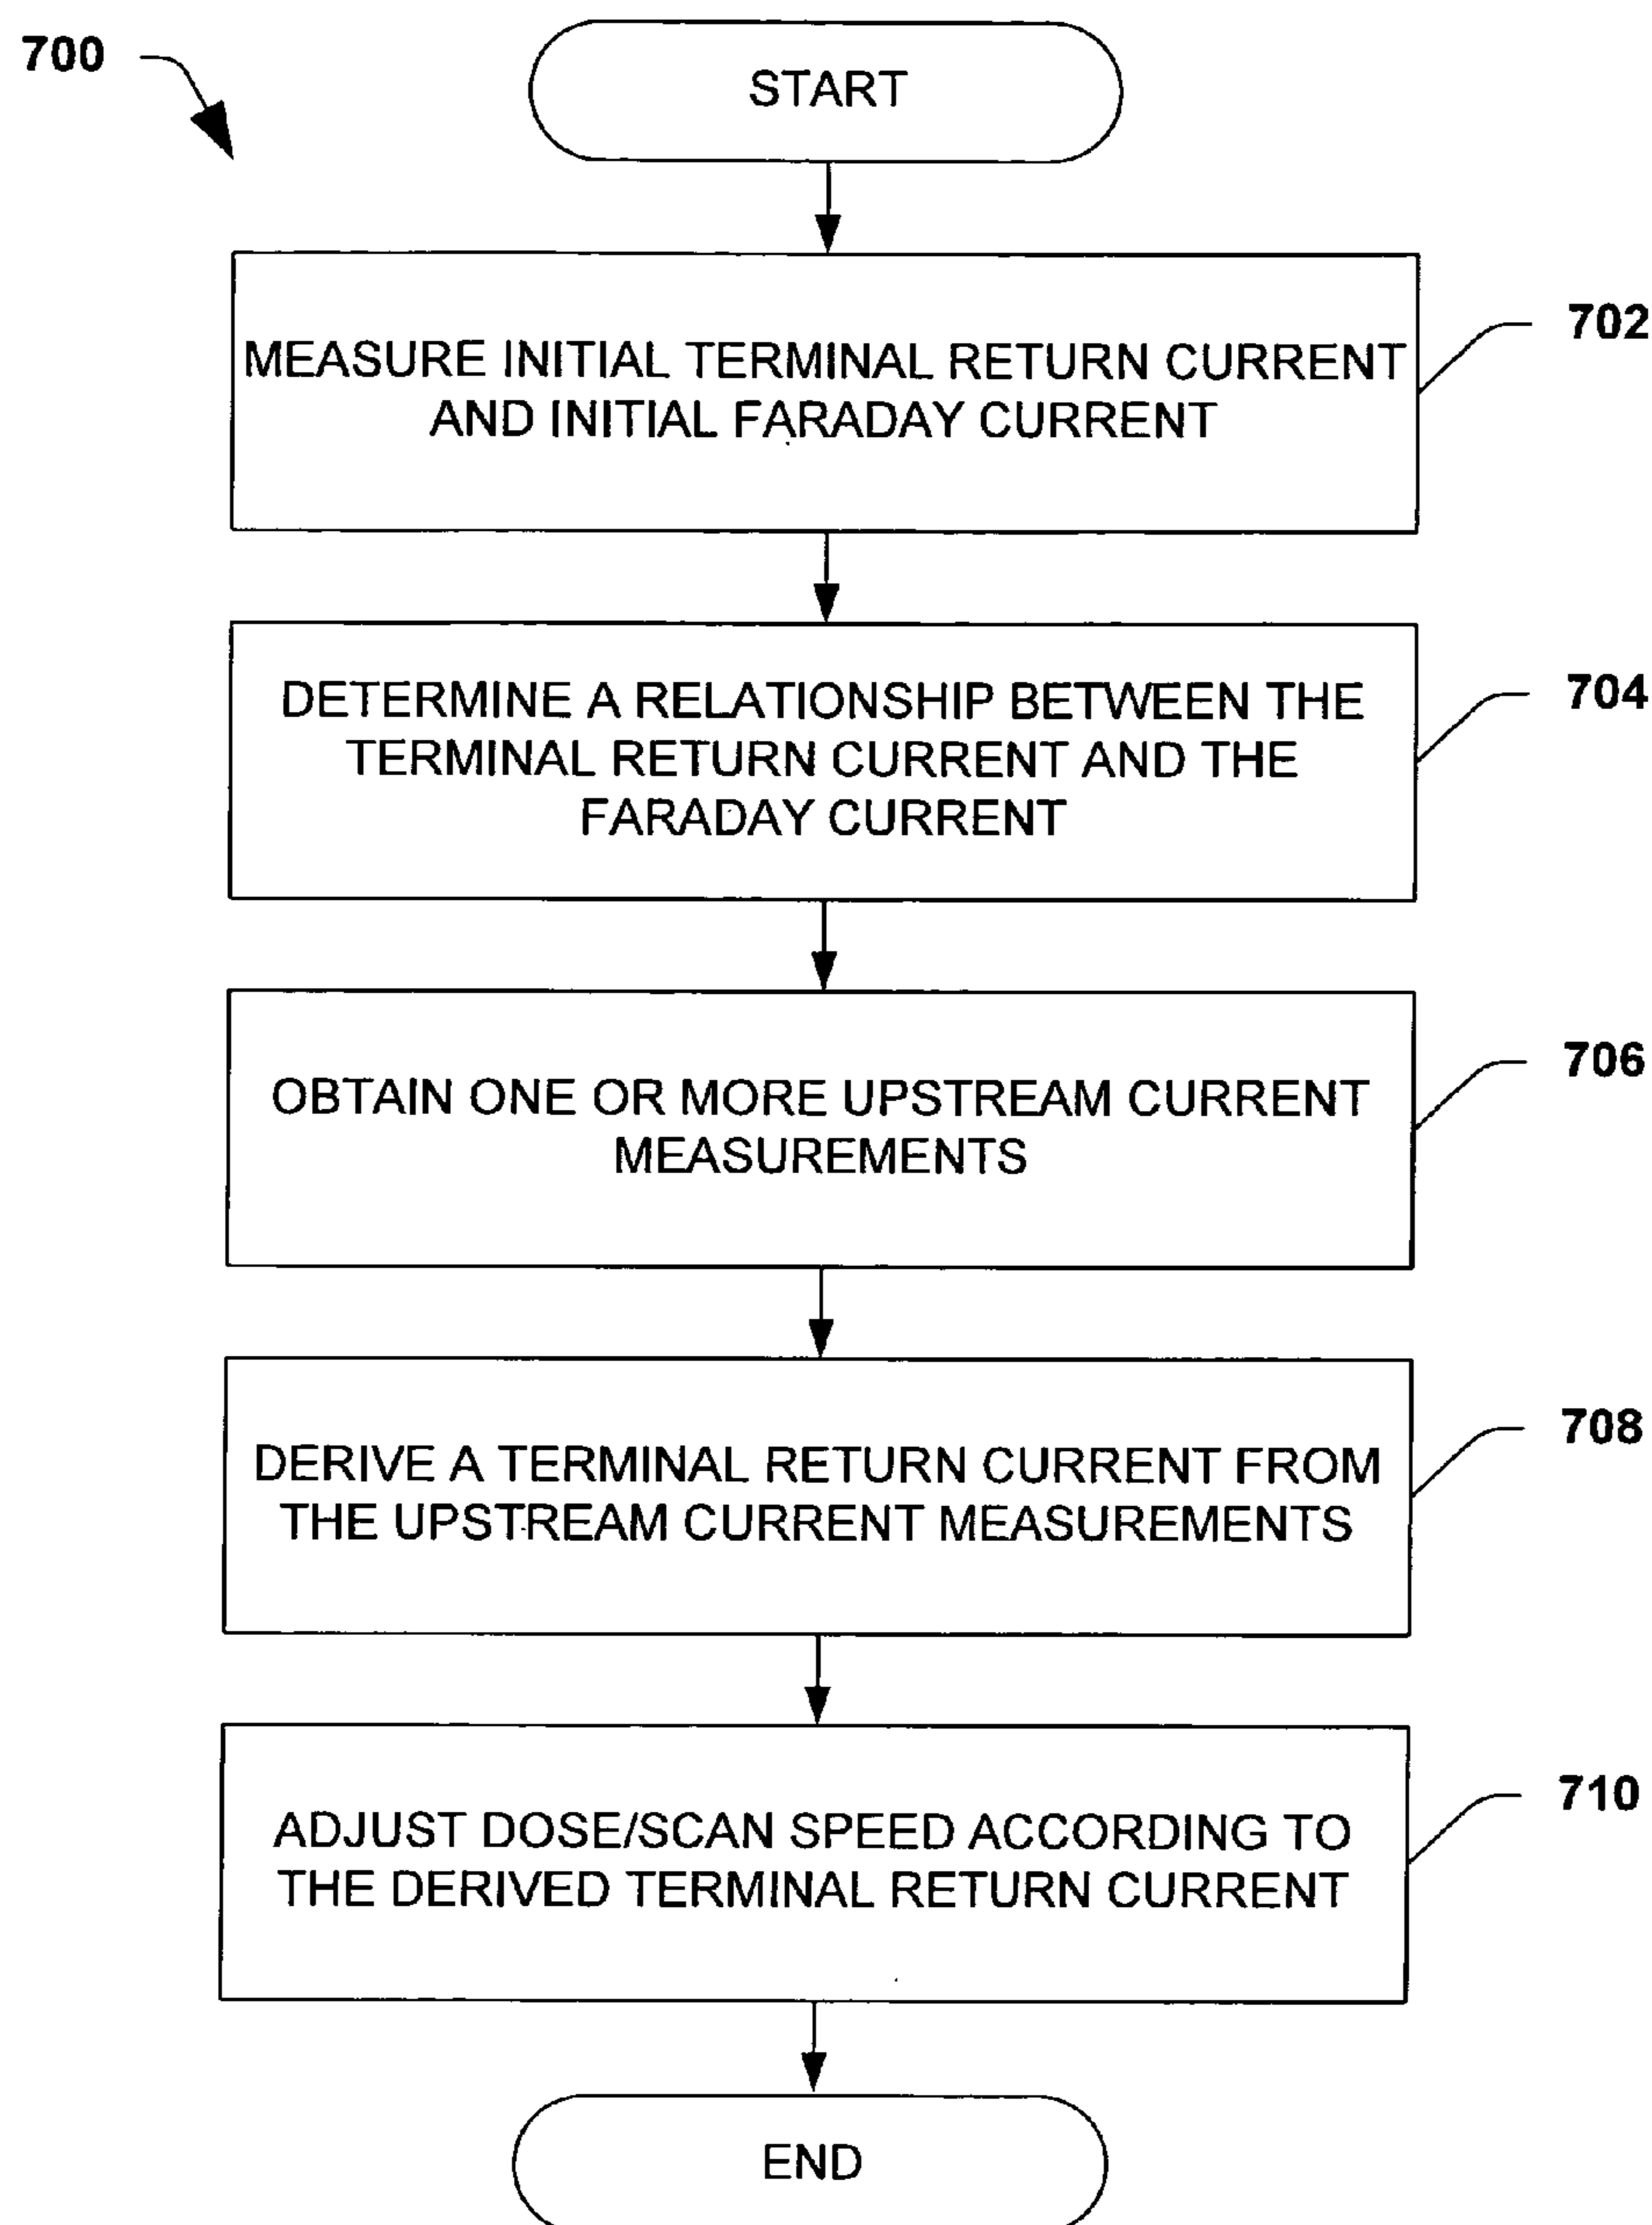 700
START
MEASURE INITIAL TERMINAL RETURN CURRENT
AND INITIAL FARADAY CURRENT
702
DETERMINE A RELATIONSHIP BETWEEN THE
TERMINAL RETURN CURRENT AND THE
FARADAY CURRENT
704
OBTAIN ONE OR MORE UPSTREAM CURRENT
MEASUREMENTS
706
DERIVE A TERMINAL RETURN CURRENT FROM
THE UPSTREAM CURRENT MEASUREMENTS
708
ADJUST DOSE/SCAN SPEED ACCORDING TO
THE DERIVED TERMINAL RETURN CURRENT
710
END